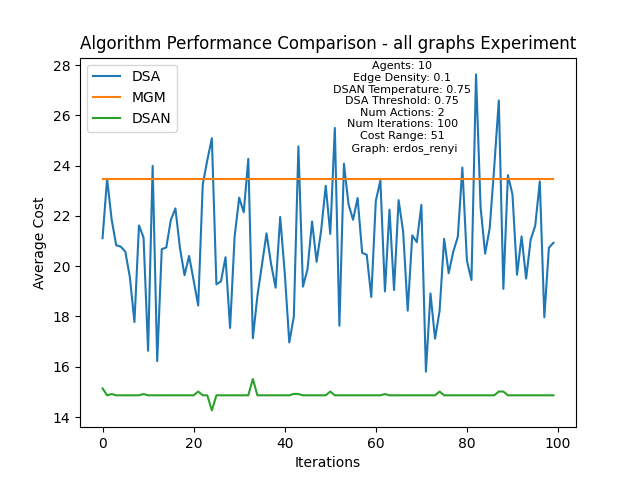 Algorithm Performance Comparison - all graphs Experiment
DSA
MGM
DSAN
Agents: 10
Edge Density: 0.1
DSAN Temperature: 0.75
DSA Threshold: 0.75
Num Actions: 2
Num Iterations: 100
Cost Range: 51
Graph: erdos_renyi
Average Cost
28
26
24
22
20
18
16
14
0 20 40 60 80 100
Iterations